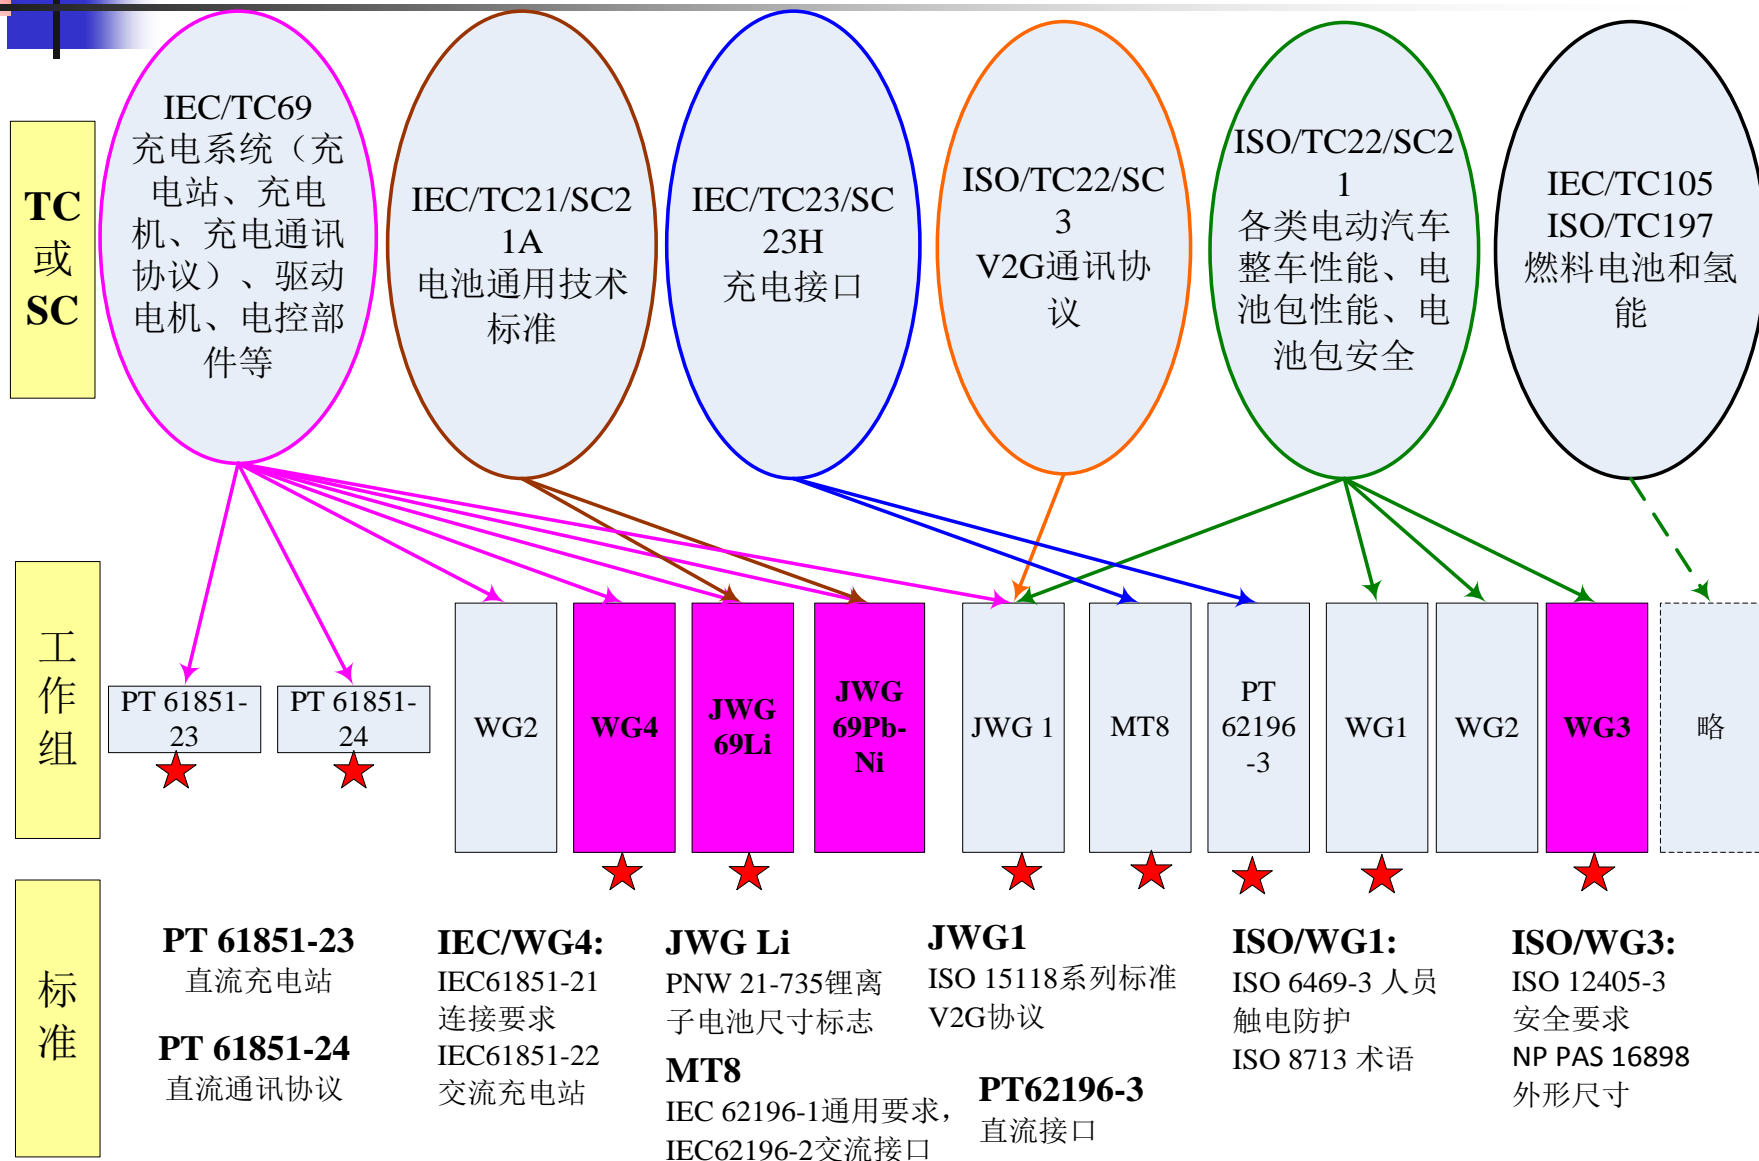 TC
或
SC
IEC/TC69
充电系统（充
电站、充电
机、充电通讯
协议）、驱动
电机、电控部
件等
IEC/TC21/SC2
1A
电池通用技术
标准
IEC/TC23/SC
23H
充电接口
ISO/TC22/SC
3
V2G通讯协
议
ISO/TC22/SC2
1
各类电动汽车
整车性能、电
池包性能、电
池包安全
IEC/TC105
ISO/TC197
燃料电池和氢
能
工
作
组
PT 61851-
23
PT 61851-
24
WG2
WG4
JWG
69Li
JWG
69Pb-
Ni
JWG 1
MT8
PT
62196
-3
WG1
WG2
WG3
略
标
准
PT 61851-23
直流充电站
PT 61851-24
直流通讯协议
IEC/WG4:
IEC61851-21
连接要求
IEC61851-22
交流充电站
JWG Li
PNW 21-735锂离
子电池尺寸标志
MT8
IEC 62196-1通用要求，
IEC62196-2交流接口
JWG1
ISO 15118系列标准
V2G协议
PT62196-3
直流接口
ISO/WG1:
ISO 6469-3 人员
触电防护
ISO 8713 术语
ISO/WG3:
ISO 12405-3
安全要求
NP PAS 16898
外形尺寸